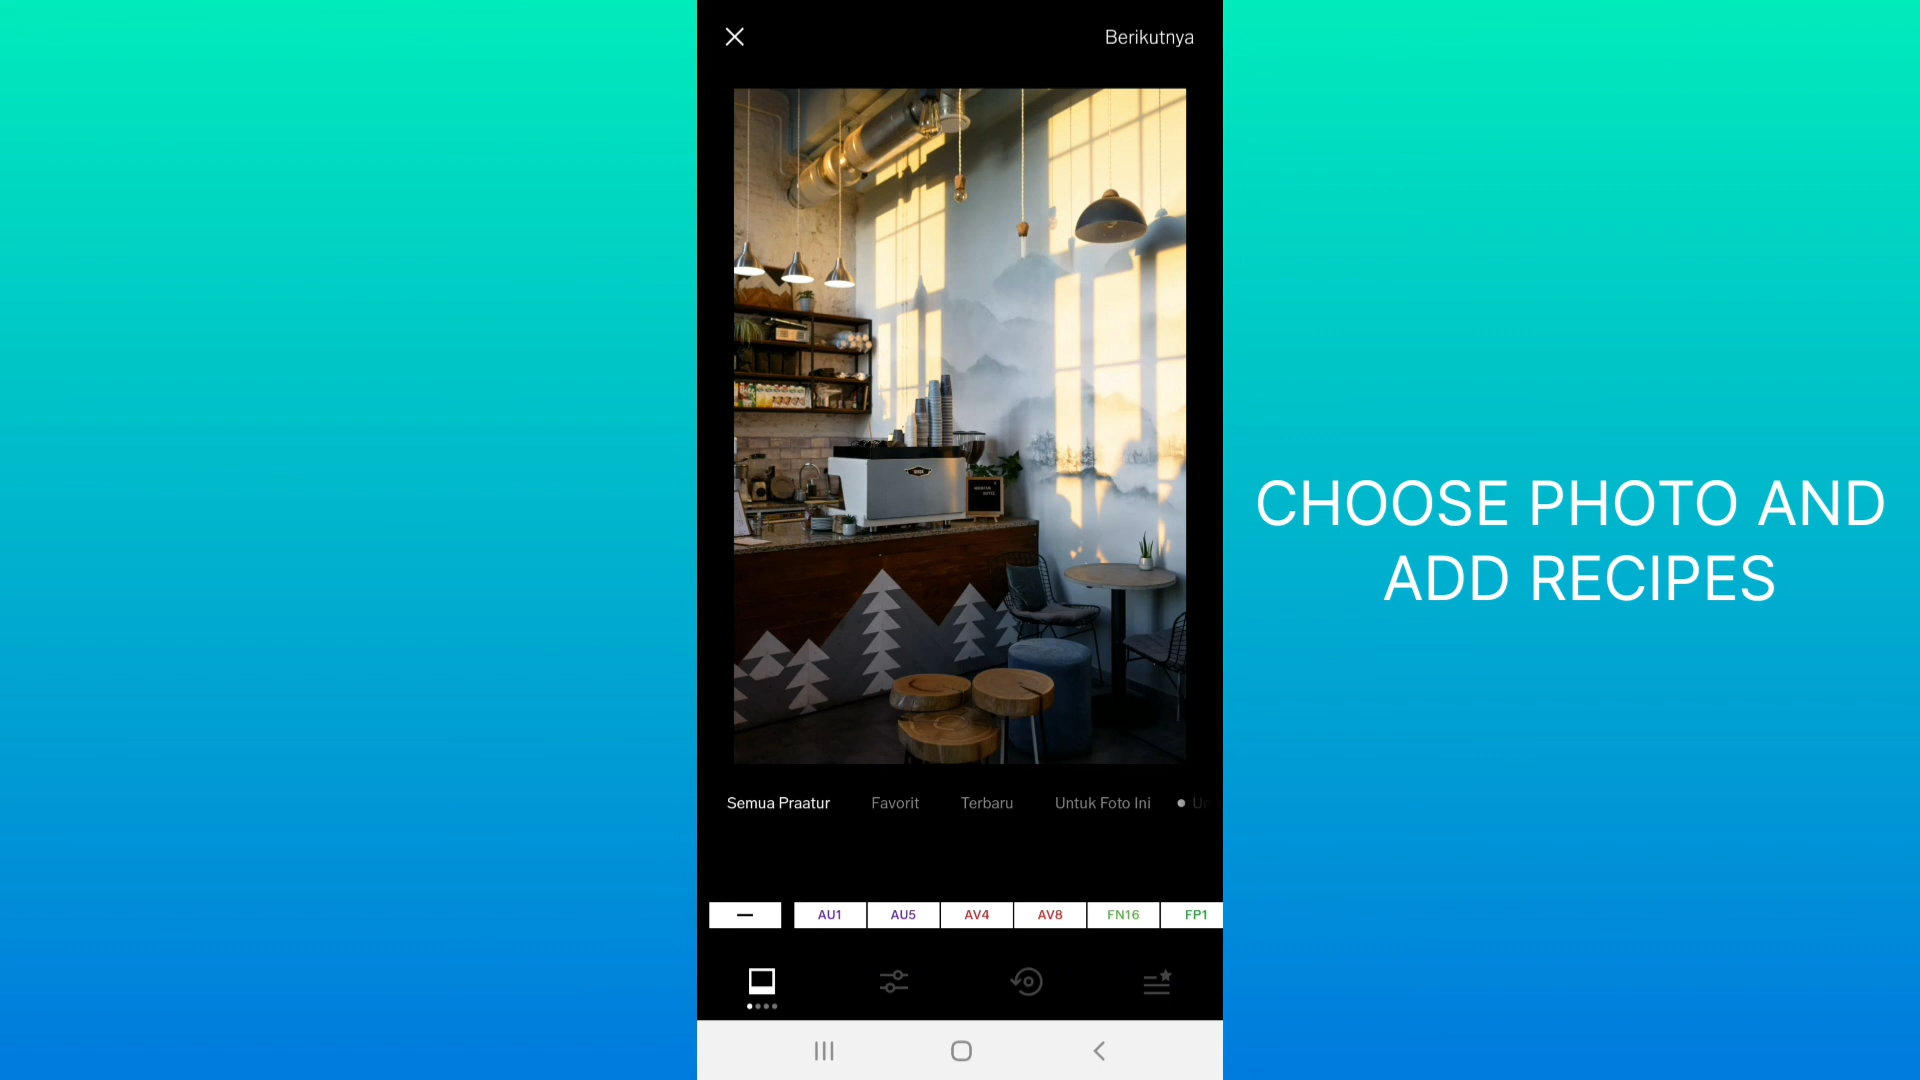 Berikutnya
CHOOSE PHOTO AND
ADD RECIPES
Semua Praatur Favorit Terbaru Untuk Foto Ini
AU1 AU5 AV4 AV8 FN16 FP1